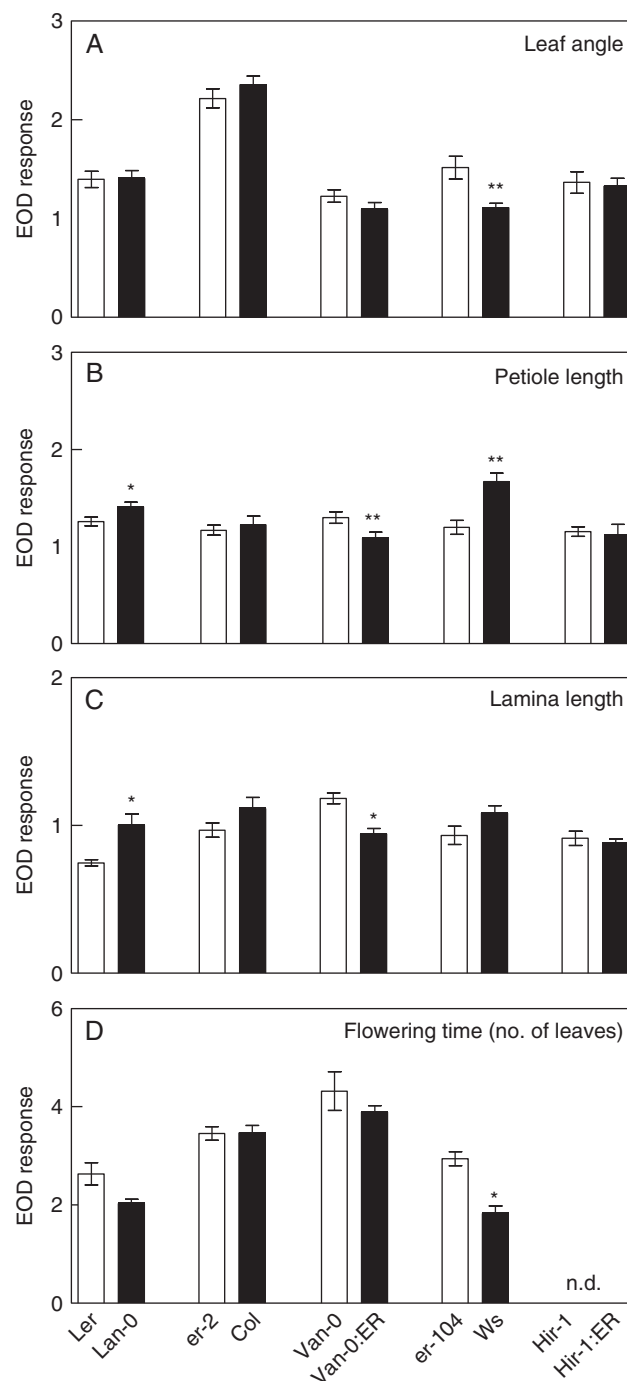 A
Leaf angle
3
2
1
0
EOD response
**
B
Petiole length
3
2
1
0
EOD response
*
**
**
C
Lamina length
2
1
0
EOD response
*
*
D
Flowering time (no. of leaves)
6
4
2
0
EOD response
*
n.d.
Ler
Lan-0
er-2
Col
Van-0
Van-0:ER
er-104
Ws
Hir-1
Hir-1:ER